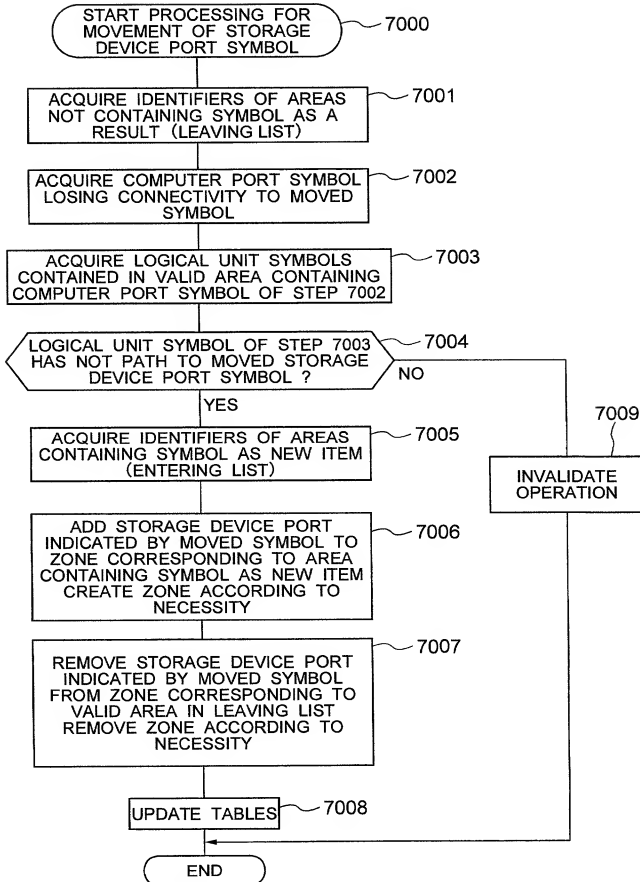 START PROCESSING FOR
MOVEMENT OF STORAGE
DEVICE PORT SYMBOL
7000
ACQUIRE IDENTIFIERS OF AREAS
NOT CONTAINING SYMBOL AS A
RESULT (LEAVING LIST)
7001
ACQUIRE COMPUTER PORT SYMBOL
LOSING CONNECTIVITY TO MOVED
SYMBOL
7002
ACQUIRE LOGICAL UNIT SYMBOLS
CONTAINED IN VALID AREA CONTAINING
COMPUTER PORT SYMBOL OF STEP 7002
7003
LOGICAL UNIT SYMBOL OF STEP 7003
HAS NOT PATH TO MOVED STORAGE
DEVICE PORT SYMBOL ?
7004
NO
YES
ACQUIRE IDENTIFIERS OF AREAS
CONTAINING SYMBOL AS NEW ITEM
(ENTERING LIST)
7005
7009
INVALIDATE
OPERATION
ADD STORAGE DEVICE PORT
INDICATED BY MOVED SYMBOL TO
ZONE CORRESPONDING TO AREA
CONTAINING SYMBOL AS NEW ITEM
CREATE ZONE ACCORDING TO
NECESSITY
7006
REMOVE STORAGE DEVICE PORT
INDICATED BY MOVED SYMBOL
FROM ZONE CORRESPONDING TO
VALID AREA IN LEAVING LIST
REMOVE ZONE ACCORDING TO
NECESSITY
7007
UPDATE TABLES
7008
END